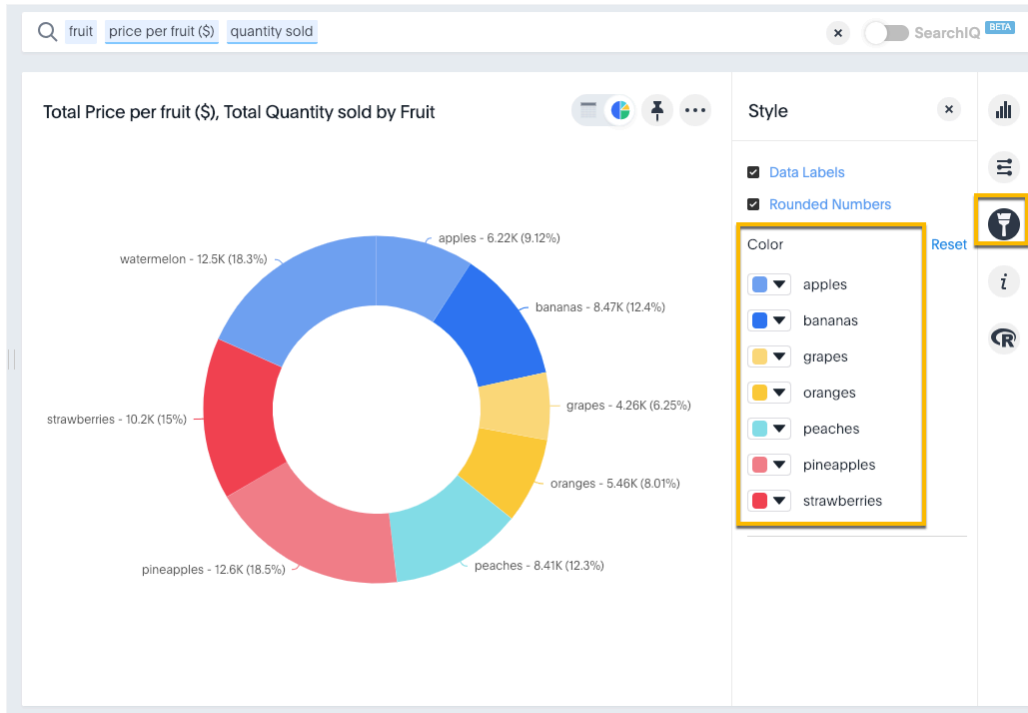 fruit price per fruit ($) quantity sold
SearchIQ BETA
Total Price per fruit ($), Total Quantity sold by Fruit
apples - 6.22K (9.12%)
watermelon - 12.5K (18.3%)
bananas - 8.47K (12.4%)
grapes - 4.26K (6.25%)
strawberries - 10.2K (15%)
oranges - 5.46K (8.01%)
peaches - 8.41K (12.3%)
pineapples - 12.6K (18.5%)
Style
Data Labels
Rounded Numbers
Color
Reset
apples
bananas
grapes
oranges
peaches
pineapples
strawberries
i
R